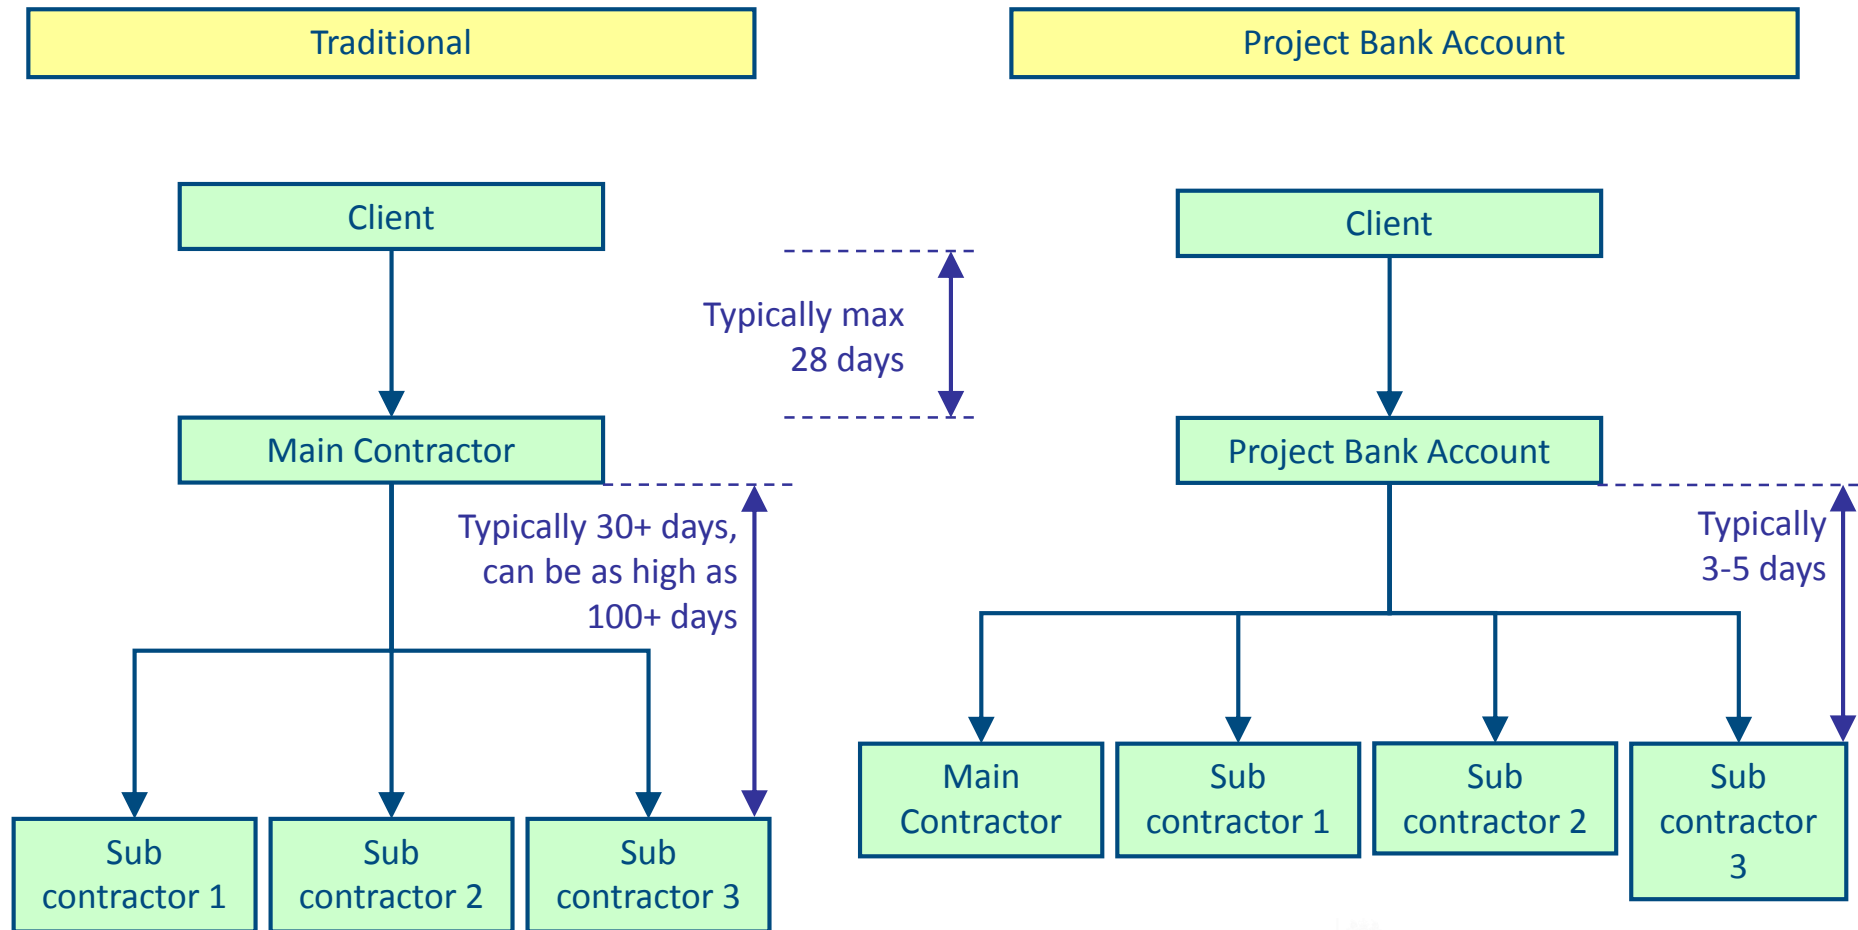 Traditional
Project Bank Account
Client
Client
Typically max
28 days
Main Contractor
Project Bank Account
Typically 30+ days,
can be as high as
100+ days
Typically
3-5 days
Main
Contractor
Sub
contractor 1
Sub
contractor 2
Sub
contractor
3
Sub
contractor 1
Sub
contractor 2
Sub
contractor 3